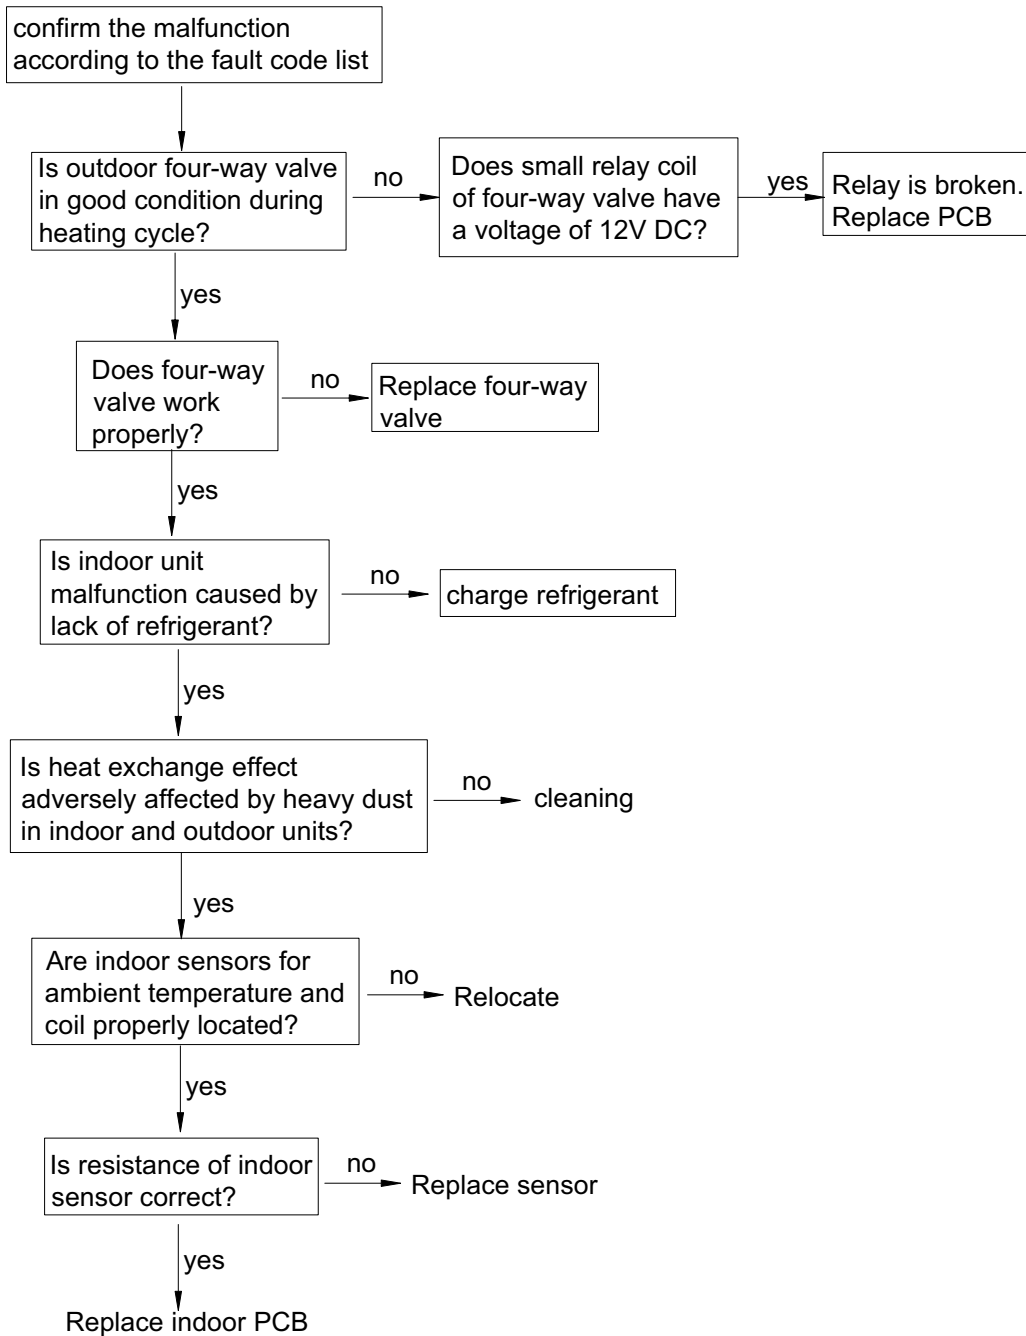 confirm the malfunction
according to the fault code list
Is outdoor four-way valve
in good condition during
heating cycle?
no
Does small relay coil
of four-way valve have
a voltage of 12V DC?
yes
Relay is broken.
Replace PCB
yes
Does four-way
valve work
properly?
no
Replace four-way
valve
yes
Is indoor unit
malfunction caused by
lack of refrigerant?
no
charge refrigerant
yes
Is heat exchange effect
adversely affected by heavy dust
in indoor and outdoor units?
no
cleaning
yes
Are indoor sensors for
ambient temperature and
coil properly located?
no
Relocate
yes
Is resistance of indoor
sensor correct?
no
Replace sensor
yes
Replace indoor PCB